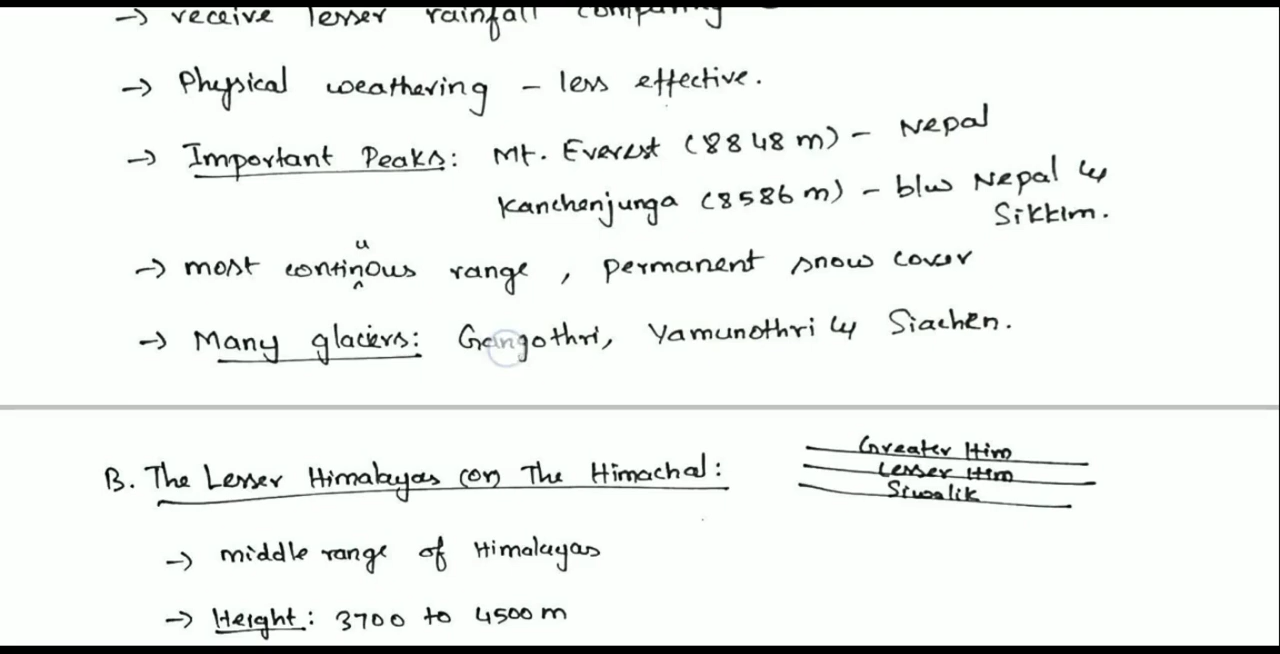 → receive lesser rainfall comparing
→ Physical weathering - less effective.
→ Important Peaks: Mt. Everest (8848 m) - Nepal
Kanchenjunga (8586 m) - b/w Nepal &
Sikkim.
→ most continuous range, permanent snow cover
→ Many glaciers: Gangothri, Yamunothri & Siachen.
B. The Lesser Himalayas (or) The Himachal:
Greater Him
Lesser Him
Siwalik
→ middle range of Himalayas
→ Height: 3700 to 4500 m